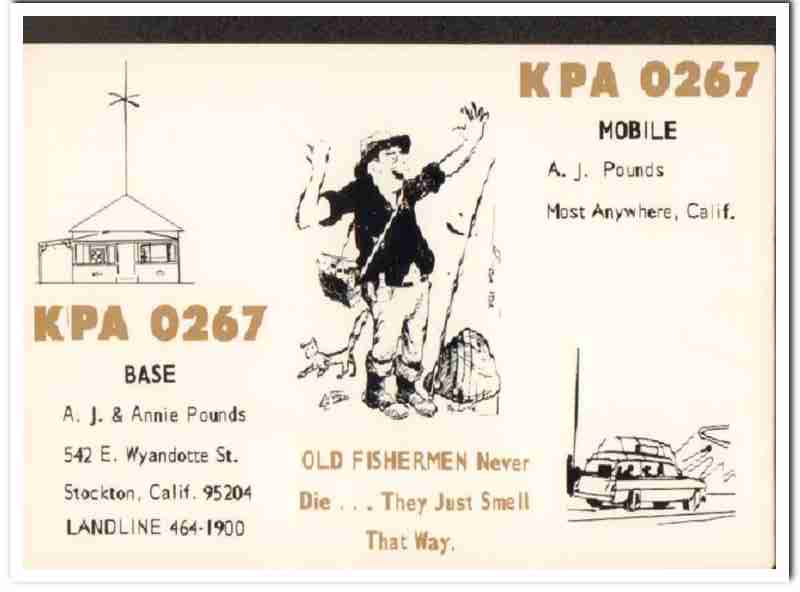 KPA 0267
MOBILE
A. J. Pounds
Most Anywhere, Calif.
KPA 0267
BASE
A. J. & Annie Pounds
542 E. Wyandotte St.
Stockton, Calif. 95204
LANDLINE 464-1900
OLD FISHERMEN Never
Die . . . They Just Smell
That Way.